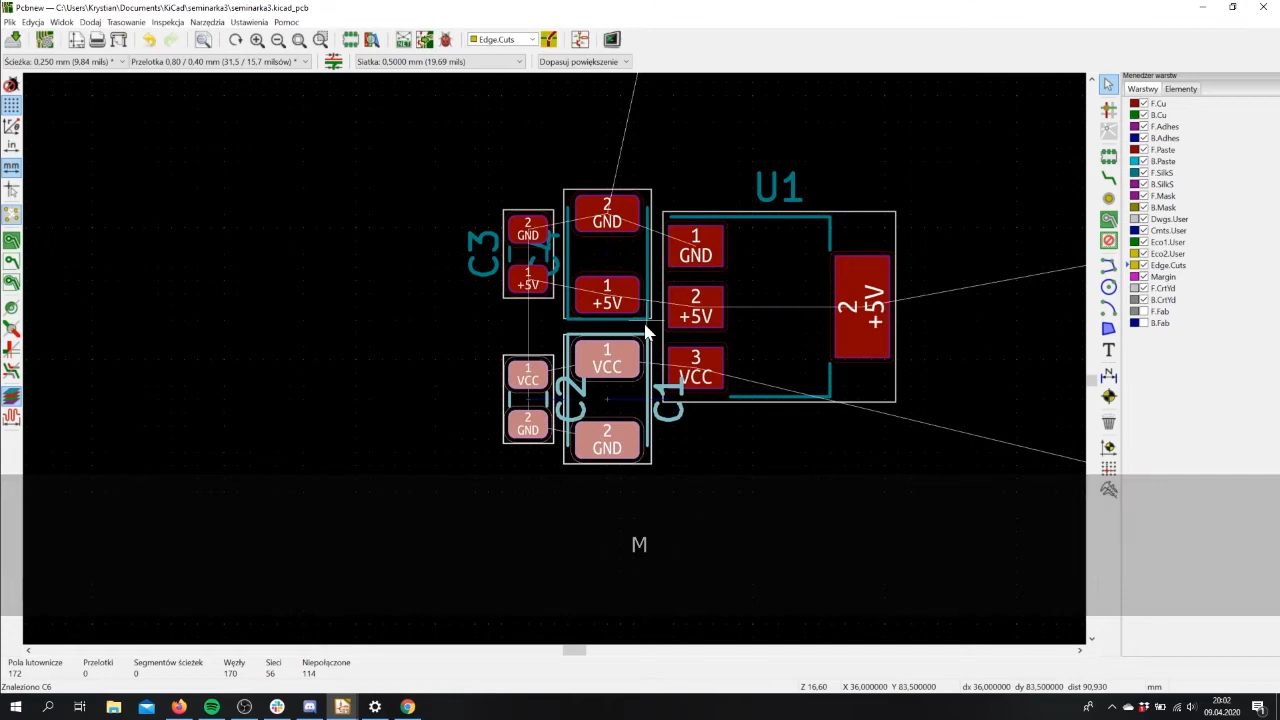 Pcbnew — C:\Users\Krystian\Documents\KiCad\seminarka3\seminarka3.kicad_pcb
Plik Edycja Widok Dodaj Trasowanie Inspekcja Narzędzia Ustawienia Pomoc
Edge.Cuts
Ścieżka: 0,250 mm (9.84 mils) * Przelotka 0,80 / 0,40 mm (31,5 / 15.7 milsów) * Siatka: 0,5000 mm (19.69 mils) Dopasuj powiększenie
Menedżer warstw
Warstwy Elementy
F.Cu
B.Cu
F.Adhes
B.Adhes
F.Paste
B.Paste
F.SilkS
B.SilkS
F.Mask
B.Mask
Dwgs.User
Cmts.User
Eco1.User
Eco2.User
Edge.Cuts
Margin
F.CrtYd
B.CrtYd
F.Fab
B.Fab
in
mm
U1
C3
2
GND
1
+5V
2
GND
1
+5V
1
GND
2
+5V
3
VCC
2
+5V
1
VCC
2
GND
C2
1
VCC
2
GND
C1
M
Pola lutownicze Przelotki Segmentów ścieżek Węzły Sieci Niepołączone
172 0 0 170 56 114
Znaleziono C6 Z 16,60 X 36,000000 Y 83,500000 dx 36,000000 dy 83,500000 dist 90,930 mm
20:02
09.04.2020